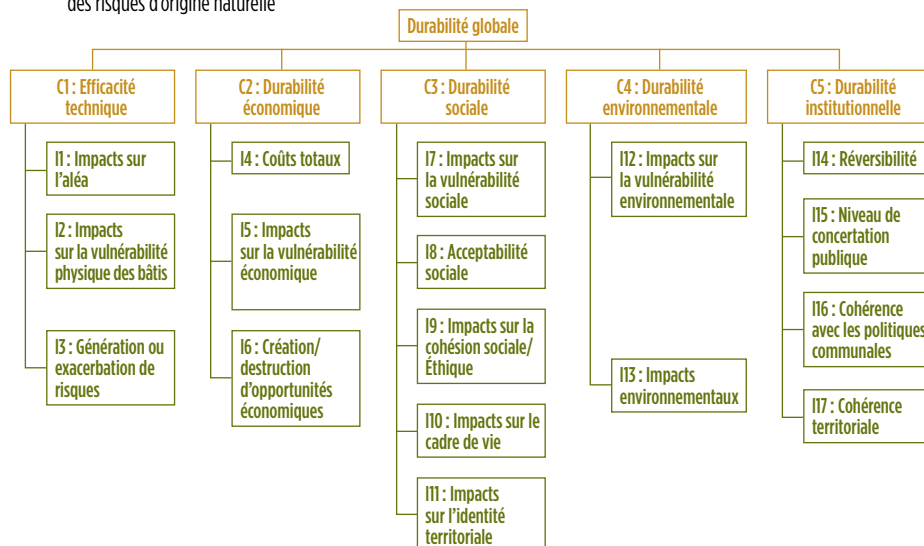 des risques d'origine naturelle
Durabilité globale
C1 : Efficacité
technique
I1 : Impacts sur
l'aléa
I2 : Impacts
sur la vulnérabilité
physique des bâtis
I3 : Génération ou
exacerbation de
risques
C2 : Durabilité
économique
I4 : Coûts totaux
I5 : Impacts
sur la vulnérabilité
économique
I6 : Création/
destruction
d'opportunités
économiques
C3 : Durabilité
sociale
I7 : Impacts sur
la vulnérabilité
sociale
I8 : Acceptabilité
sociale
I9 : Impacts sur la
cohésion sociale/
Éthique
I10 : Impacts sur le
cadre de vie
I11 : Impacts
sur l'identité
territoriale
C4 : Durabilité
environnementale
I12 : Impacts sur
la vulnérabilité
environnementale
I13 : Impacts
environnementaux
C5 : Durabilité
institutionnelle
I14 : Réversibilité
I15 : Niveau de
concertation
publique
I16 : Cohérence
avec les politiques
communales
I17 : Cohérence
territoriale